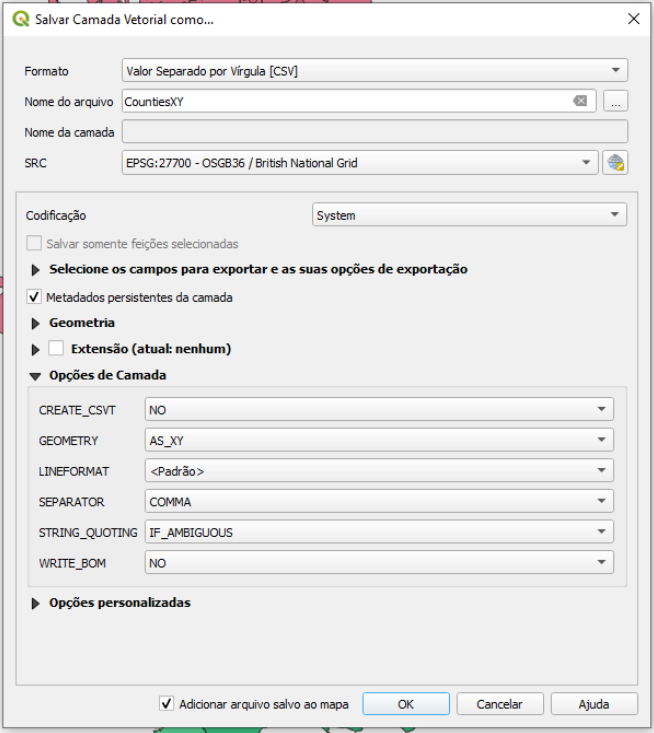 Salvar Camada Vetorial como...
Formato Valor Separado por Vírgula [CSV]
Nome do arquivo CountiesXY ...
Nome da camada
SRC EPSG:27700 - OSGB36 / British National Grid
Codificação System
Salvar somente feições selecionadas
Selecione os campos para exportar e as suas opções de exportação
Metadados persistentes da camada
Geometria
Extensão (atual: nenhum)
Opções de Camada
CREATE_CSVT NO
GEOMETRY AS_XY
LINEFORMAT <Padrão>
SEPARATOR COMMA
STRING_QUOTING IF_AMBIGUOUS
WRITE_BOM NO
Opções personalizadas
Adicionar arquivo salvo ao mapa OK Cancelar Ajuda